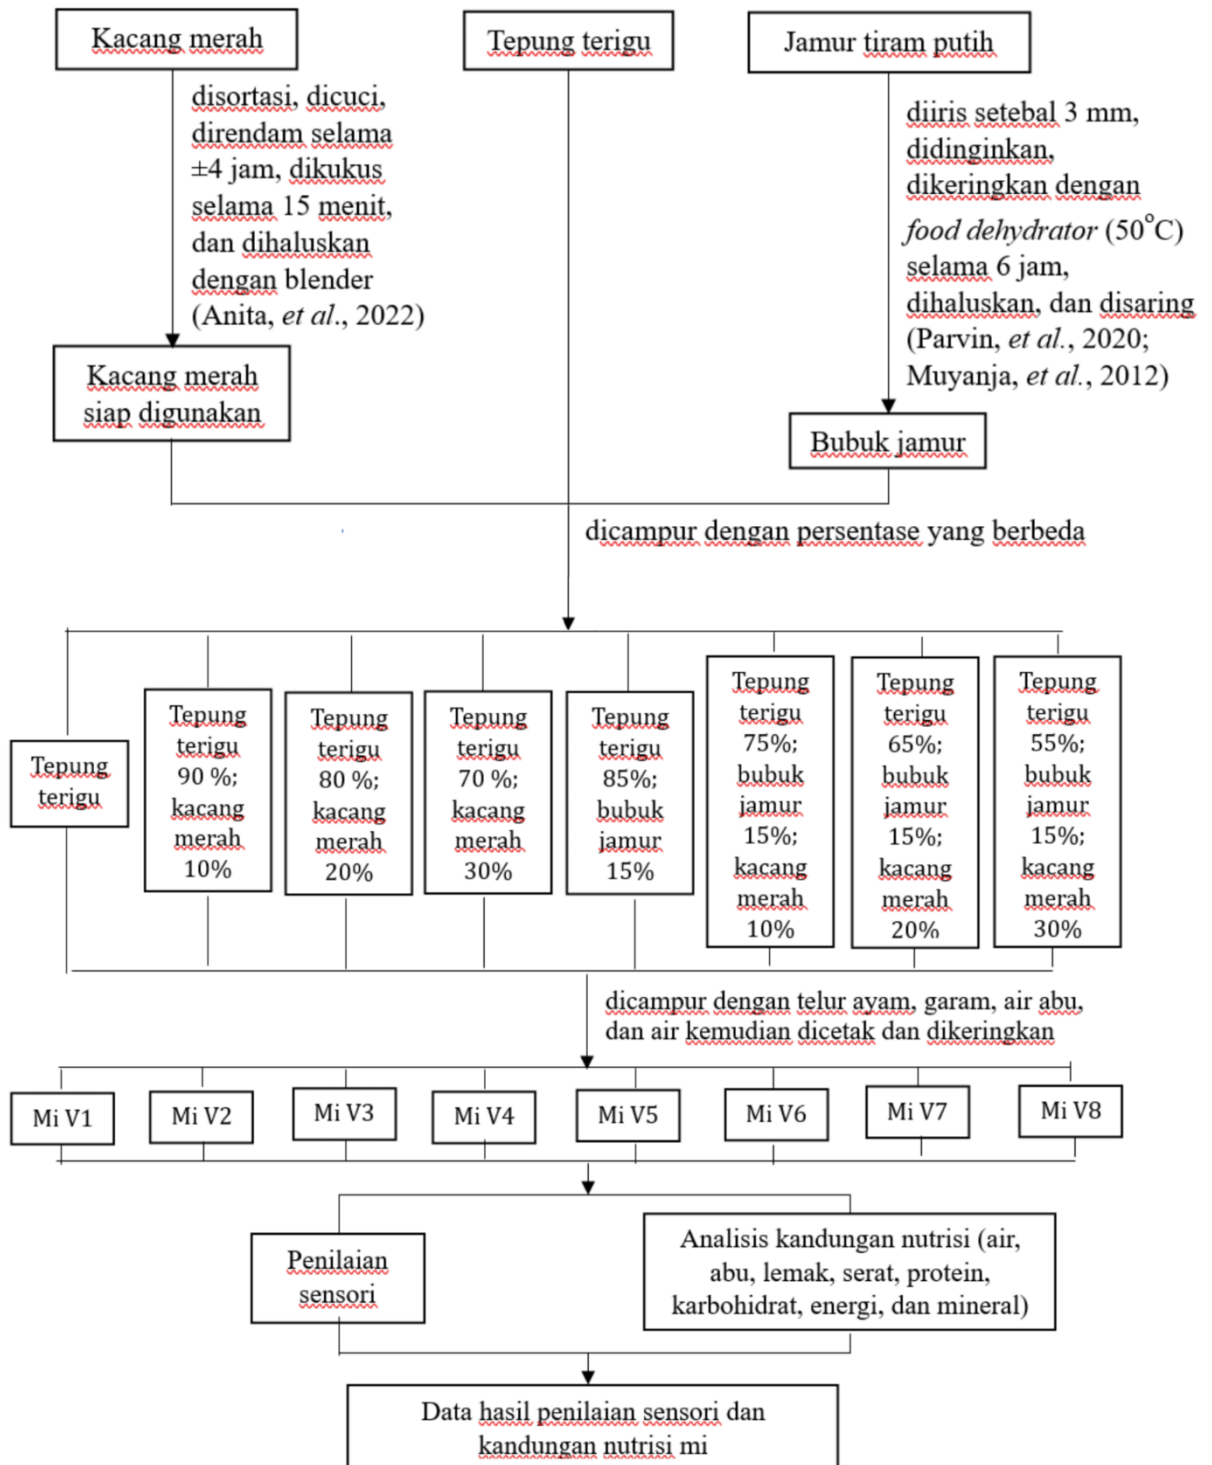 Kacang merah
Tepung terigu
Jamur tiram putih
disortasi, dicuci,
direndam selama
±4 jam, dikukus
selama 15 menit,
dan dihaluskan
dengan blender
(Anita, et al., 2022)
diiris setebal 3 mm,
didinginkan,
dikeringkan dengan
food dehydrator (50°C)
selama 6 jam,
dihaluskan, dan disaring
(Parvin, et al., 2020;
Muyanja, et al., 2012)
Kacang merah
siap digunakan
Bubuk jamur
dicampur dengan persentase yang berbeda
Tepung
terigu
Tepung
terigu
90 %;
kacang
merah
10%
Tepung
terigu
80 %;
kacang
merah
20%
Tepung
terigu
70 %;
kacang
merah
30%
Tepung
terigu
85%;
bubuk
jamur
15%
Tepung
terigu
75%;
bubuk
jamur
15%;
kacang
merah
10%
Tepung
terigu
65%;
bubuk
jamur
15%;
kacang
merah
20%
Tepung
terigu
55%;
bubuk
jamur
15%;
kacang
merah
30%
dicampur dengan telur ayam, garam, air abu,
dan air kemudian dicetak dan dikeringkan
Mi V1
Mi V2
Mi V3
Mi V4
Mi V5
Mi V6
Mi V7
Mi V8
Penilaian
sensori
Analisis kandungan nutrisi (air,
abu, lemak, serat, protein,
karbohidrat, energi, dan mineral)
Data hasil penilaian sensori dan
kandungan nutrisi mi